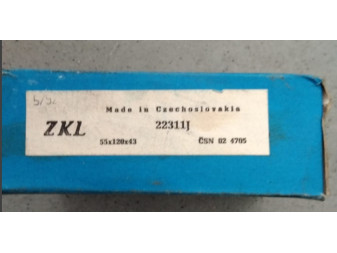 Made in Czechoslovakia
ZKL 22311J
55x120x43 ČSN 02 4705